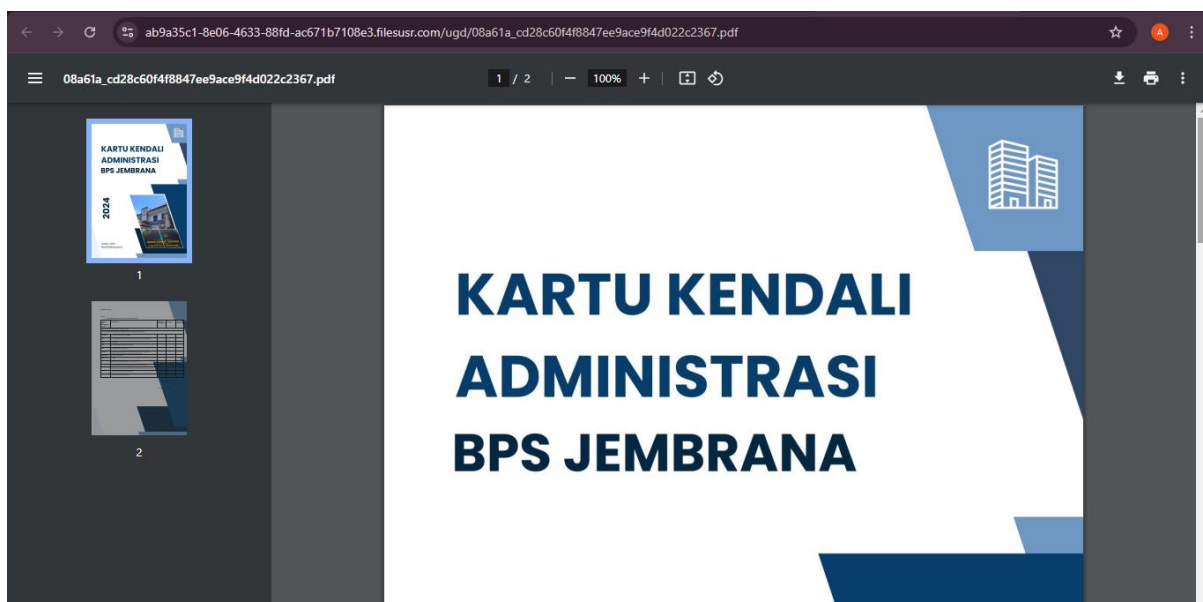 ab9a35c1-8e06-4633-88fd-ac671b7108e3.filesusr.com/ugd/08a61a_cd28c60f4f8847ee9ace9f4d022c2367.pdf
A
08a61a_cd28c60f4f8847ee9ace9f4d022c2367.pdf
1 / 2
100%
KARTU KENDALI
ADMINISTRASI
BPS JEMBRANA
2024
1
2
KARTU KENDALI
ADMINISTRASI
BPS JEMBRANA